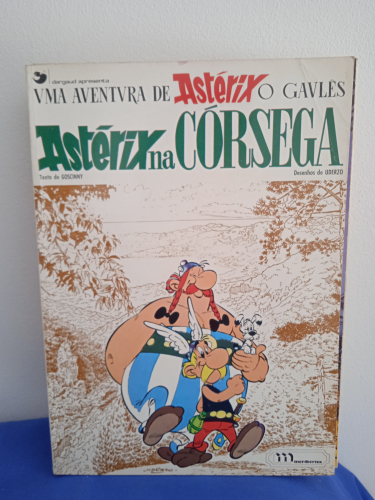 dargaud apresenta
VMA AVENTVRA DE Astérix O GAVLÊS
Astérix na CÓRSEGA
Texto de GOSCINNY
Desenhos de UDERZO
m
meribérica